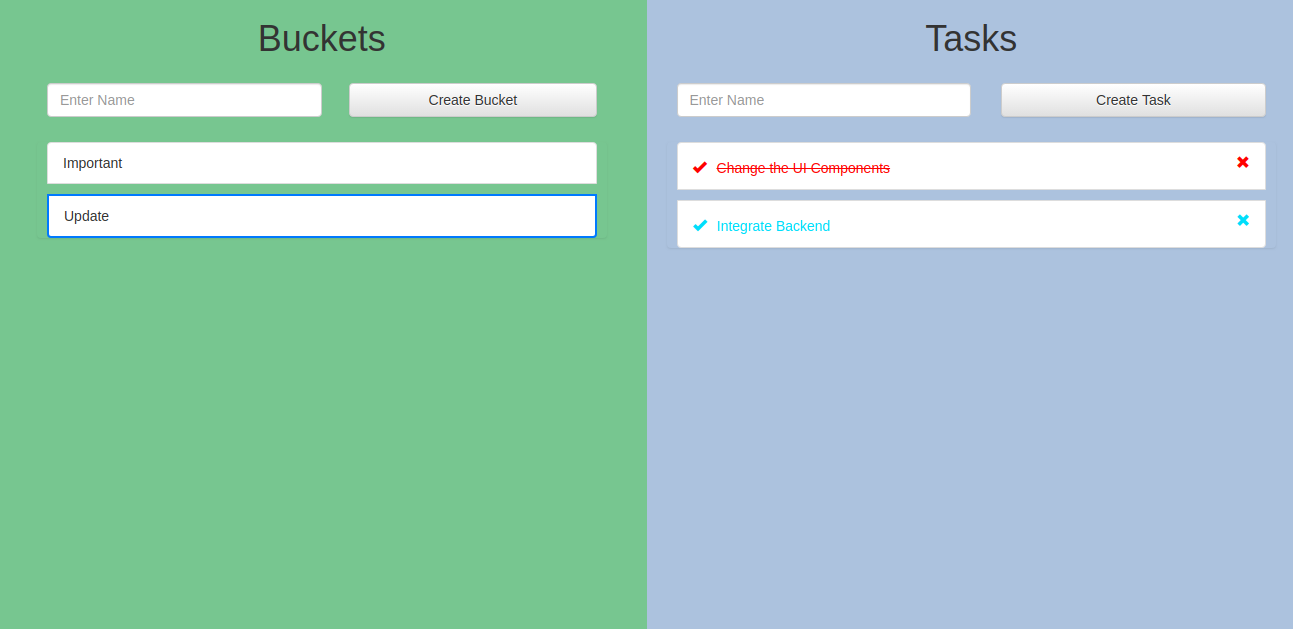 Buckets
Enter Name
Create Bucket
Important
Update
Tasks
Enter Name
Create Task
Change the UI Components
Integrate Backend